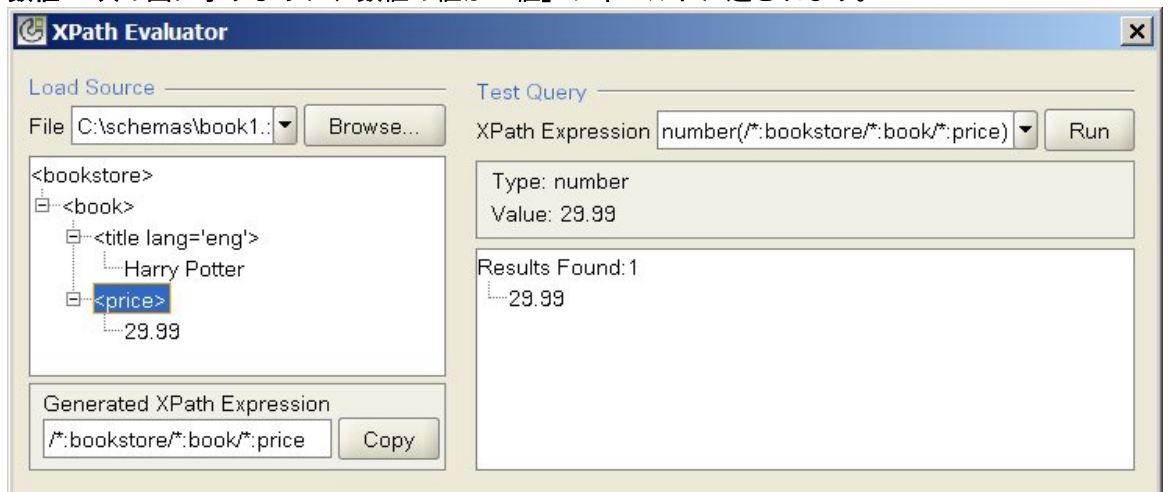 XPath Evaluator
Load Source
File C:\schemas\book1.: Browse...
<bookstore>
<book>
<title lang='eng'>
Harry Potter
<price>
29.99
Generated XPath Expression
/*:bookstore/*:book/*:price Copy
Test Query
XPath Expression number(/*:bookstore/*:book/*:price) Run
Type: number
Value: 29.99
Results Found:1
29.99